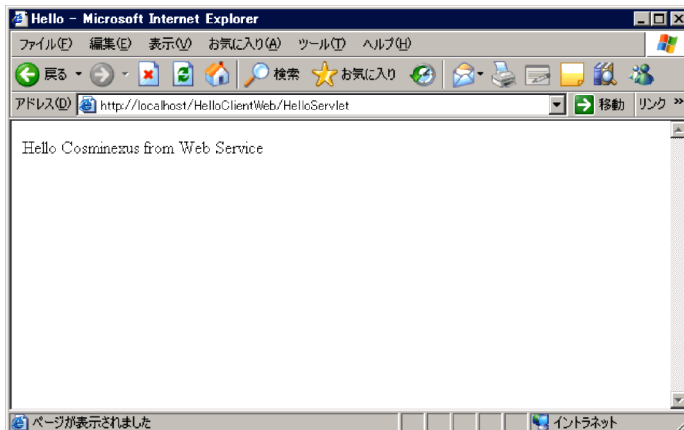 Hello - Microsoft Internet Explorer
ファイル(F) 編集(E) 表示(V) お気に入り(A) ツール(T) ヘルプ(H)
戻る 検索 お気に入り
アドレス(D) http://localhost/HelloClientWeb/HelloServlet 移動 リンク »
Hello Cosminexus from Web Service
ページが表示されました イントラネット